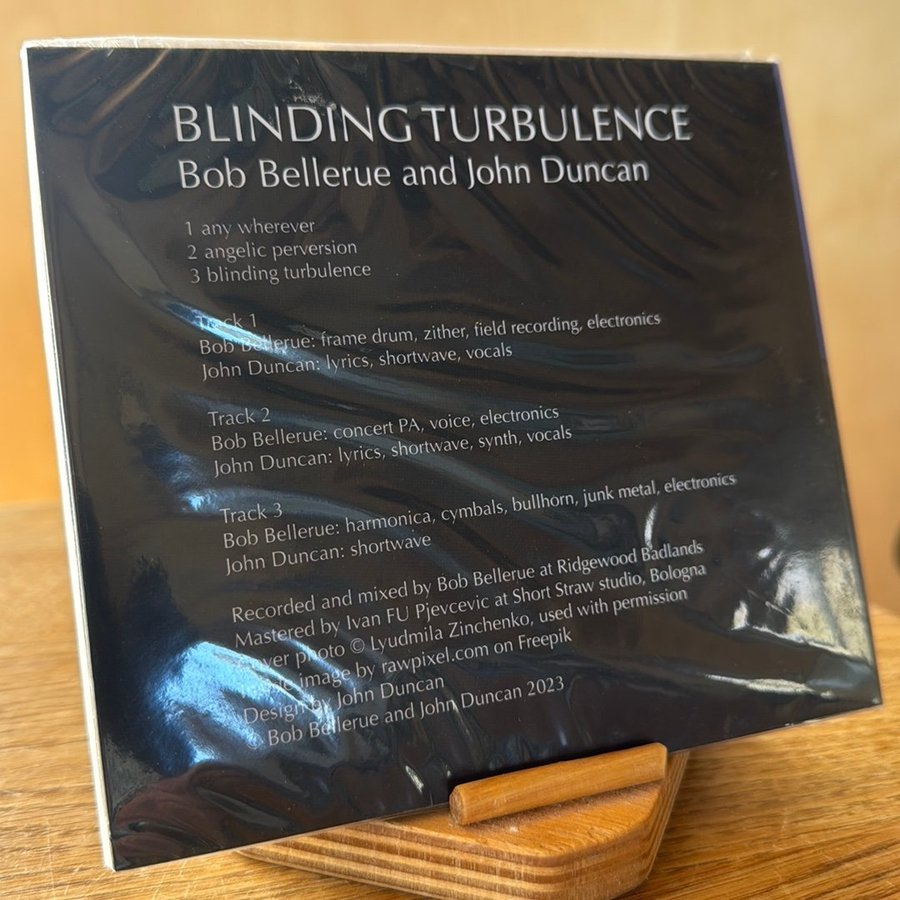 BLINDING TURBULENCE
Bob Bellerue and John Duncan
1 any wherever
2 angelic perversion
3 blinding turbulence
Track 1
Bob Bellerue: frame drum, zither, field recording, electronics
John Duncan: lyrics, shortwave, vocals
Track 2
Bob Bellerue: concert PA, voice, electronics
John Duncan: lyrics, shortwave, synth, vocals
Track 3
Bob Bellerue: harmonica, cymbals, bullhorn, junk metal, electronics
John Duncan: shortwave
Recorded and mixed by Bob Bellerue at Ridgewood Badlands
Mastered by Ivan FU Pjevcevic at Short Straw studio, Bologna
Cover photo © Lyudmila Zinchenko, used with permission
image by rawpixel.com on Freepik
Design by John Duncan
Bob Bellerue and John Duncan 2023